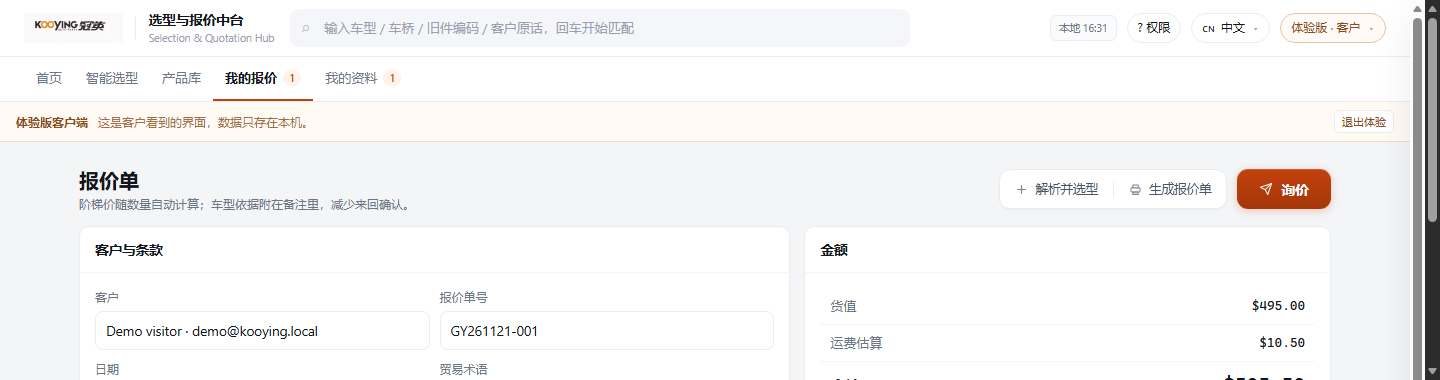 KOOYING 冠英
选型与报价中台
Selection & Quotation Hub
输入车型 / 车桥 / 旧件编码 / 客户原话，回车开始匹配
本地 16:31
? 权限
CN 中文
体验版 · 客户
首页 智能选型 产品库 我的报价 1 我的资料 1
体验版客户端 这是客户看到的界面，数据只存在本机。
退出体验
报价单
阶梯价随数量自动计算；车型依据附在备注里，减少来回确认。
解析并选型
生成报价单
询价
客户与条款
客户
报价单号
Demo visitor · demo@kooying.local
GY261121-001
日期
贸易术语
金额
货值 $495.00
运费估算 $10.50